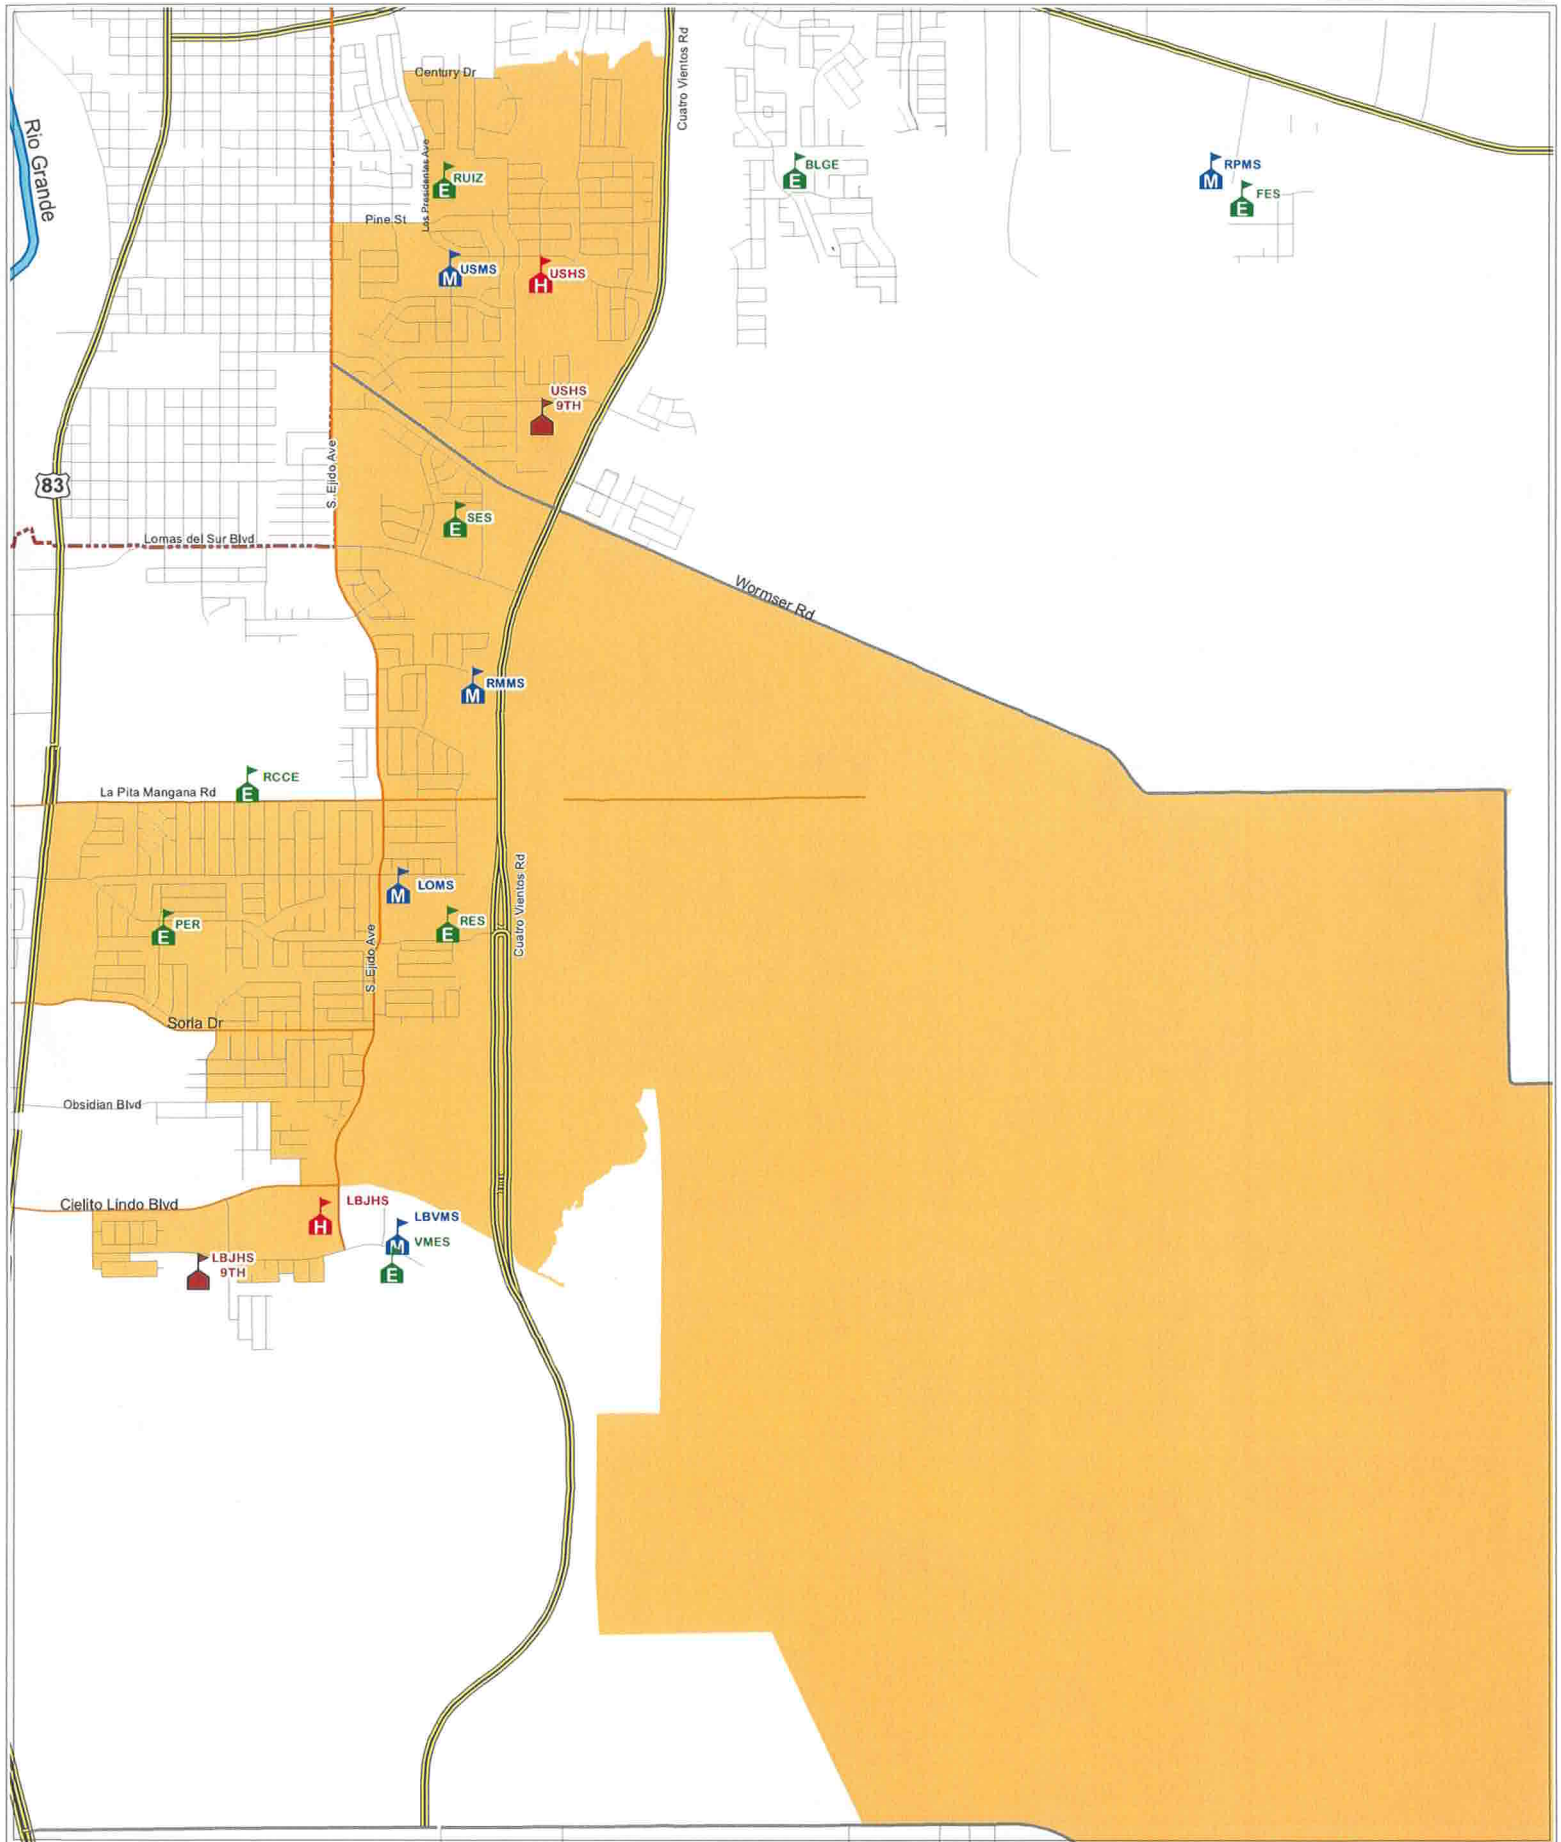 Century Dr
Cuatro Vientos Rd
Rio Grande
Los Presidentes Ave
E RUIZ
E BLGE
M RPMS
E FES
Pine St
M USMS
H USHS
USHS
9TH
83
S. Ejido Ave
E SES
Lomas del Sur Blvd
Wormser Rd
M RMMS
E RCCE
La Pita Mangana Rd
M LOMS
E PER
E RES
Cuatro Vientos Rd
S. Ejido Ave
Soria Dr
Obsidian Blvd
Cielito Lindo Blvd
H LBJHS
M LBVMS
E VMES
LBJHS
9TH